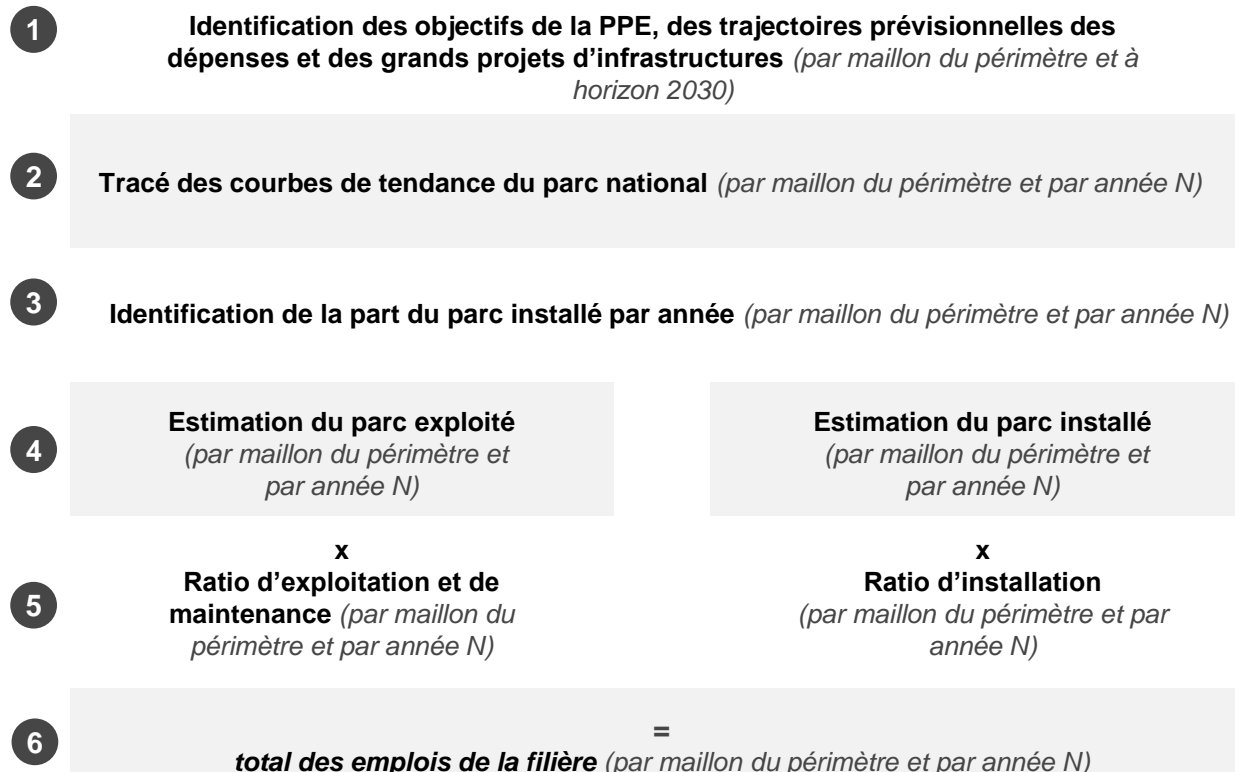 1
Identification des objectifs de la PPE, des trajectoires prévisionnelles des
dépenses et des grands projets d’infrastructures (par maillon du périmètre et à
horizon 2030)
2
Tracé des courbes de tendance du parc national (par maillon du périmètre et par année N)
3
Identification de la part du parc installé par année (par maillon du périmètre et par année N)
4
Estimation du parc exploité
(par maillon du périmètre et
par année N)
Estimation du parc installé
(par maillon du périmètre et
par année N)
5
x
Ratio d’exploitation et de
maintenance (par maillon du
périmètre et par année N)
x
Ratio d’installation
(par maillon du périmètre et par
année N)
6
=
total des emplois de la filière (par maillon du périmètre et par année N)